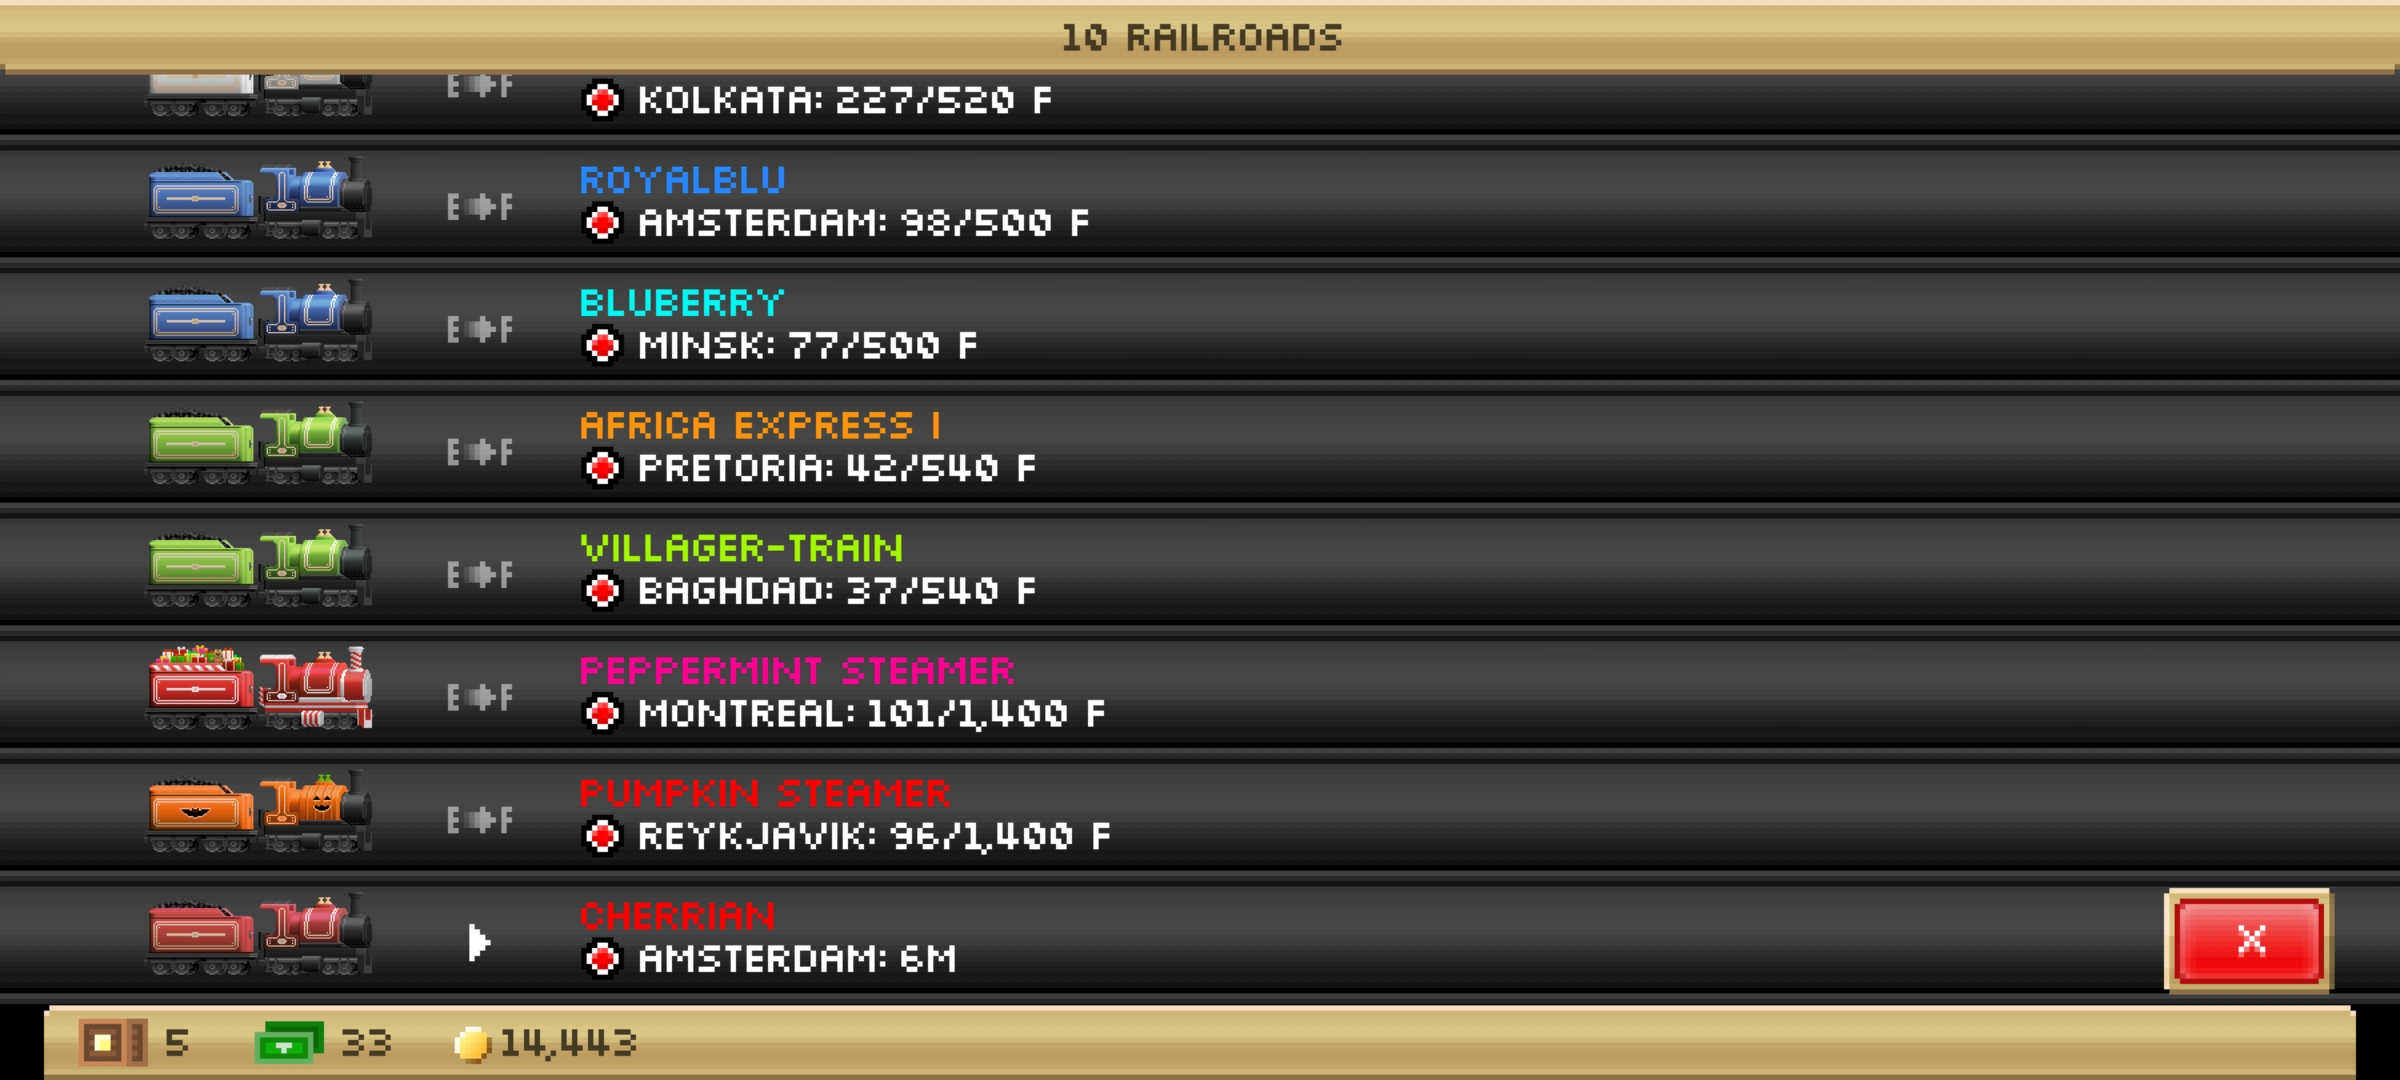 10 RAILROADS
E F
KOLKATA: 227/520 F
ROYALBLU
E F
AMSTERDAM: 98/500 F
BLUBERRY
E F
MINSK: 77/500 F
AFRICA EXPRESS I
E F
PRETORIA: 42/540 F
VILLAGER-TRAIN
E F
BAGHDAD: 37/540 F
PEPPERMINT STEAMER
E F
MONTREAL: 101/1,400 F
PUMPKIN STEAMER
E F
REYKJAVIK: 96/1,400 F
CHERRIAN
AMSTERDAM: 6M
X
5 33 14,443